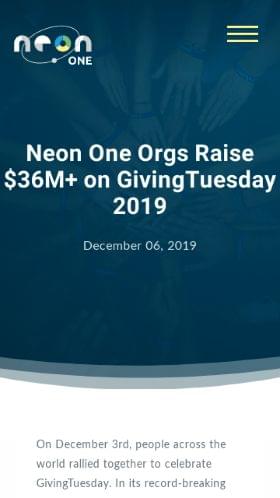 neon
ONE
Neon One Orgs Raise
$36M+ on GivingTuesday
2019
December 06, 2019
On December 3rd, people across the
world rallied together to celebrate
GivingTuesday. In its record-breaking